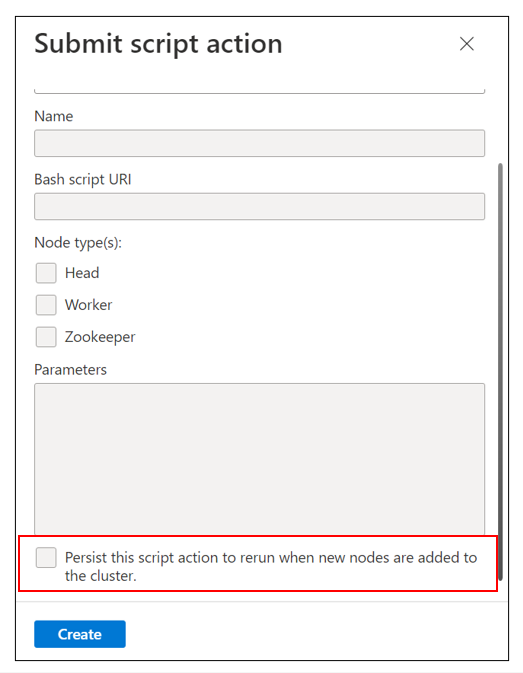 Submit script action
Name
Bash script URI
Node type(s):
Head
Worker
Zookeeper
Parameters
Persist this script action to rerun when new nodes are added to
the cluster.
Create